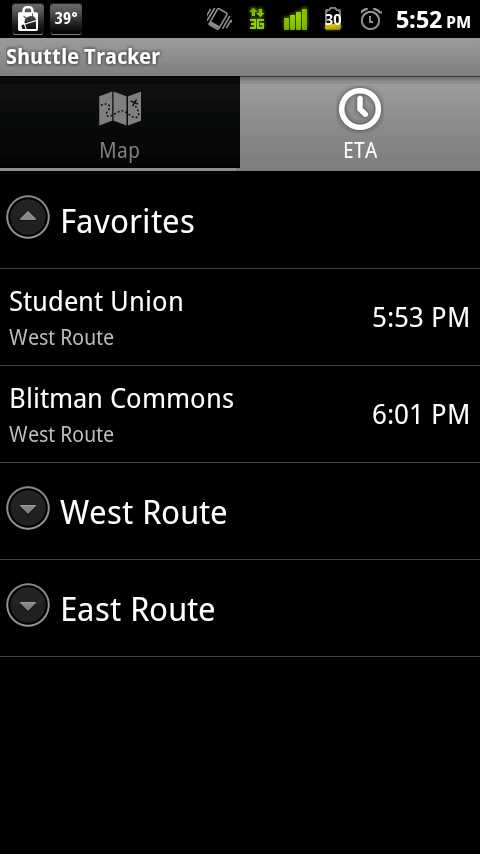 39°
3G
30
5:52 PM
Shuttle Tracker
Map
ETA
Favorites
Student Union
West Route
5:53 PM
Blitman Commons
West Route
6:01 PM
West Route
East Route